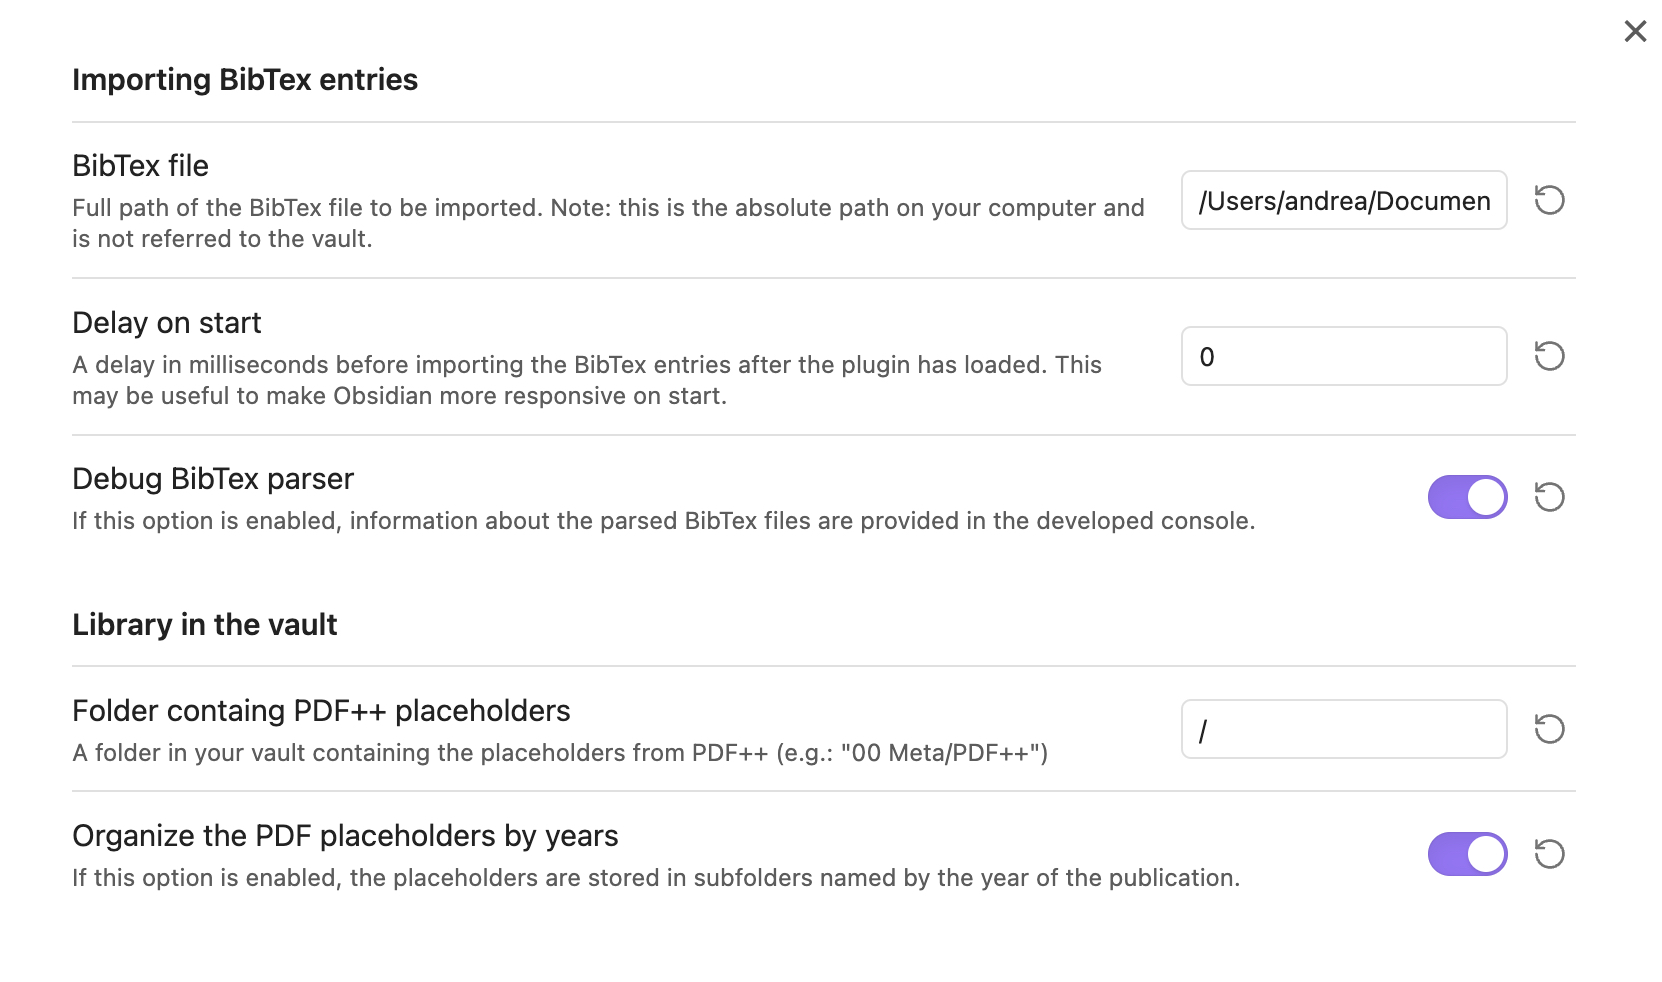 Importing BibTex entries
BibTex file
Full path of the BibTex file to be imported. Note: this is the absolute path on your computer and
is not referred to the vault.
/Users/andrea/Documen
Delay on start
A delay in milliseconds before importing the BibTex entries after the plugin has loaded. This
may be useful to make Obsidian more responsive on start.
0
Debug BibTex parser
If this option is enabled, information about the parsed BibTex files are provided in the developed console.
Library in the vault
Folder containg PDF++ placeholders
A folder in your vault containing the placeholders from PDF++ (e.g.: "00 Meta/PDF++")
/
Organize the PDF placeholders by years
If this option is enabled, the placeholders are stored in subfolders named by the year of the publication.